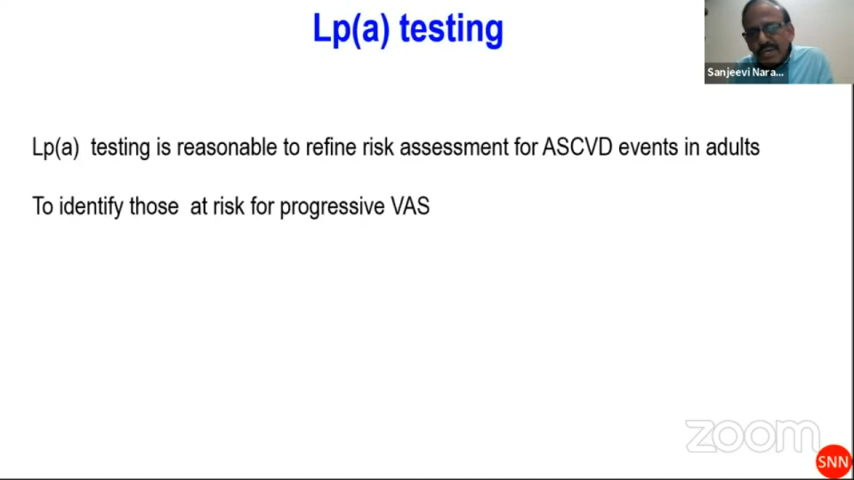 Lp(a) testing
Sanjeevi Nara...
Lp(a) testing is reasonable to refine risk assessment for ASCVD events in adults
To identify those at risk for progressive VAS
zoom
SNN